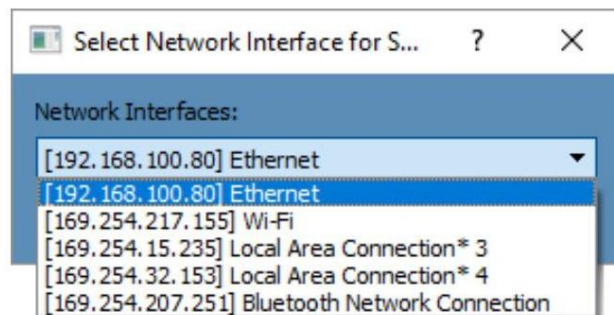 Select Network Interface for S... ?
Network Interfaces:
[192.168.100.80] Ethernet
[192.168.100.80] Ethernet
[169.254.217.155] Wi-Fi
[169.254.15.235] Local Area Connection* 3
[169.254.32.153] Local Area Connection* 4
[169.254.207.251] Bluetooth Network Connection